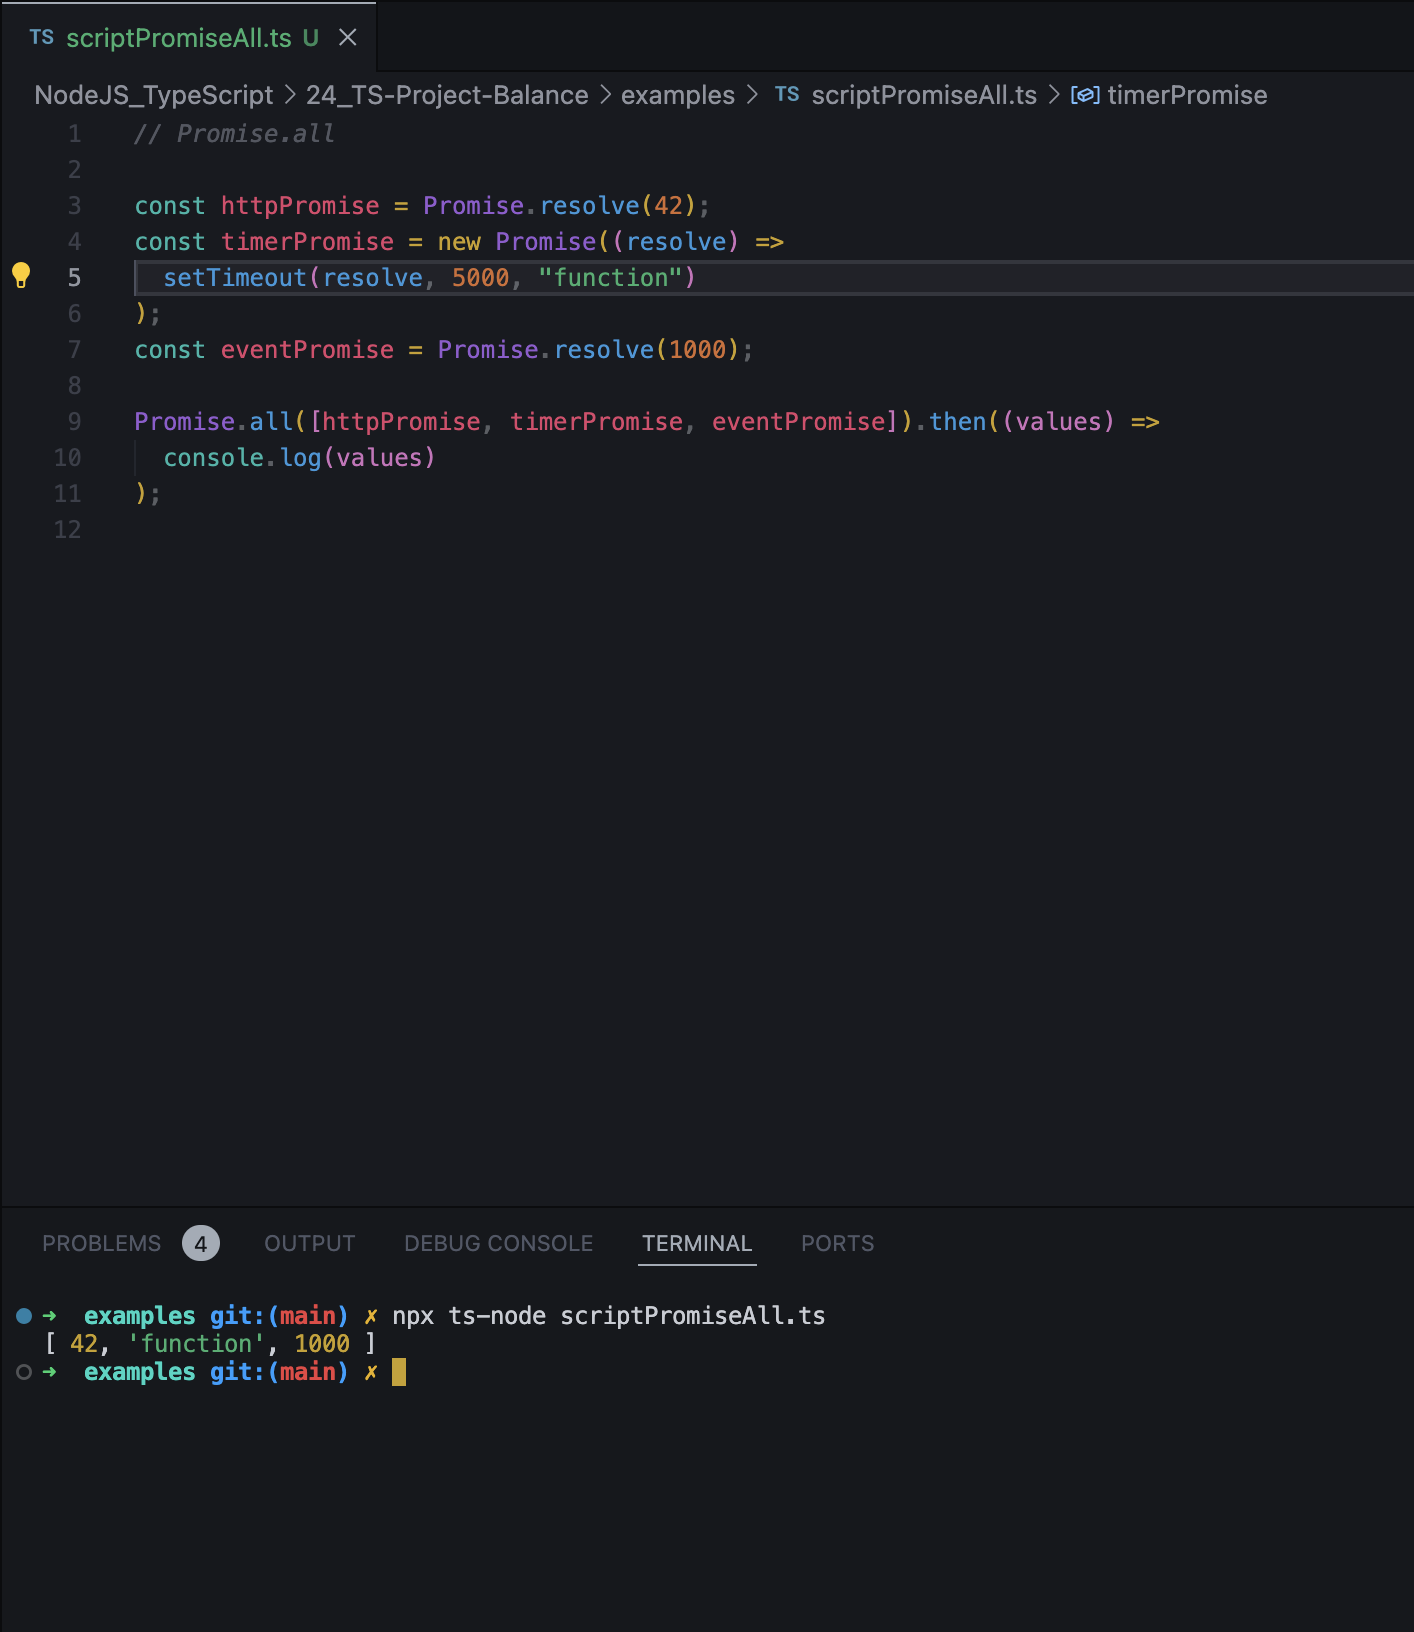 TS scriptPromiseAll.ts U
NodeJS_TypeScript > 24_TS-Project-Balance > examples > TS scriptPromiseAll.ts > timerPromise
1 // Promise.all
2
3 const httpPromise = Promise.resolve(42);
4 const timerPromise = new Promise((resolve) =>
5 setTimeout(resolve, 5000, "function")
6 );
7 const eventPromise = Promise.resolve(1000);
8
9 Promise.all([httpPromise, timerPromise, eventPromise]).then((values) =>
10 console.log(values)
11 );
12
PROBLEMS 4 OUTPUT DEBUG CONSOLE TERMINAL PORTS
➜ examples git:(main) ✗ npx ts-node scriptPromiseAll.ts
[ 42, 'function', 1000 ]
➜ examples git:(main) ✗